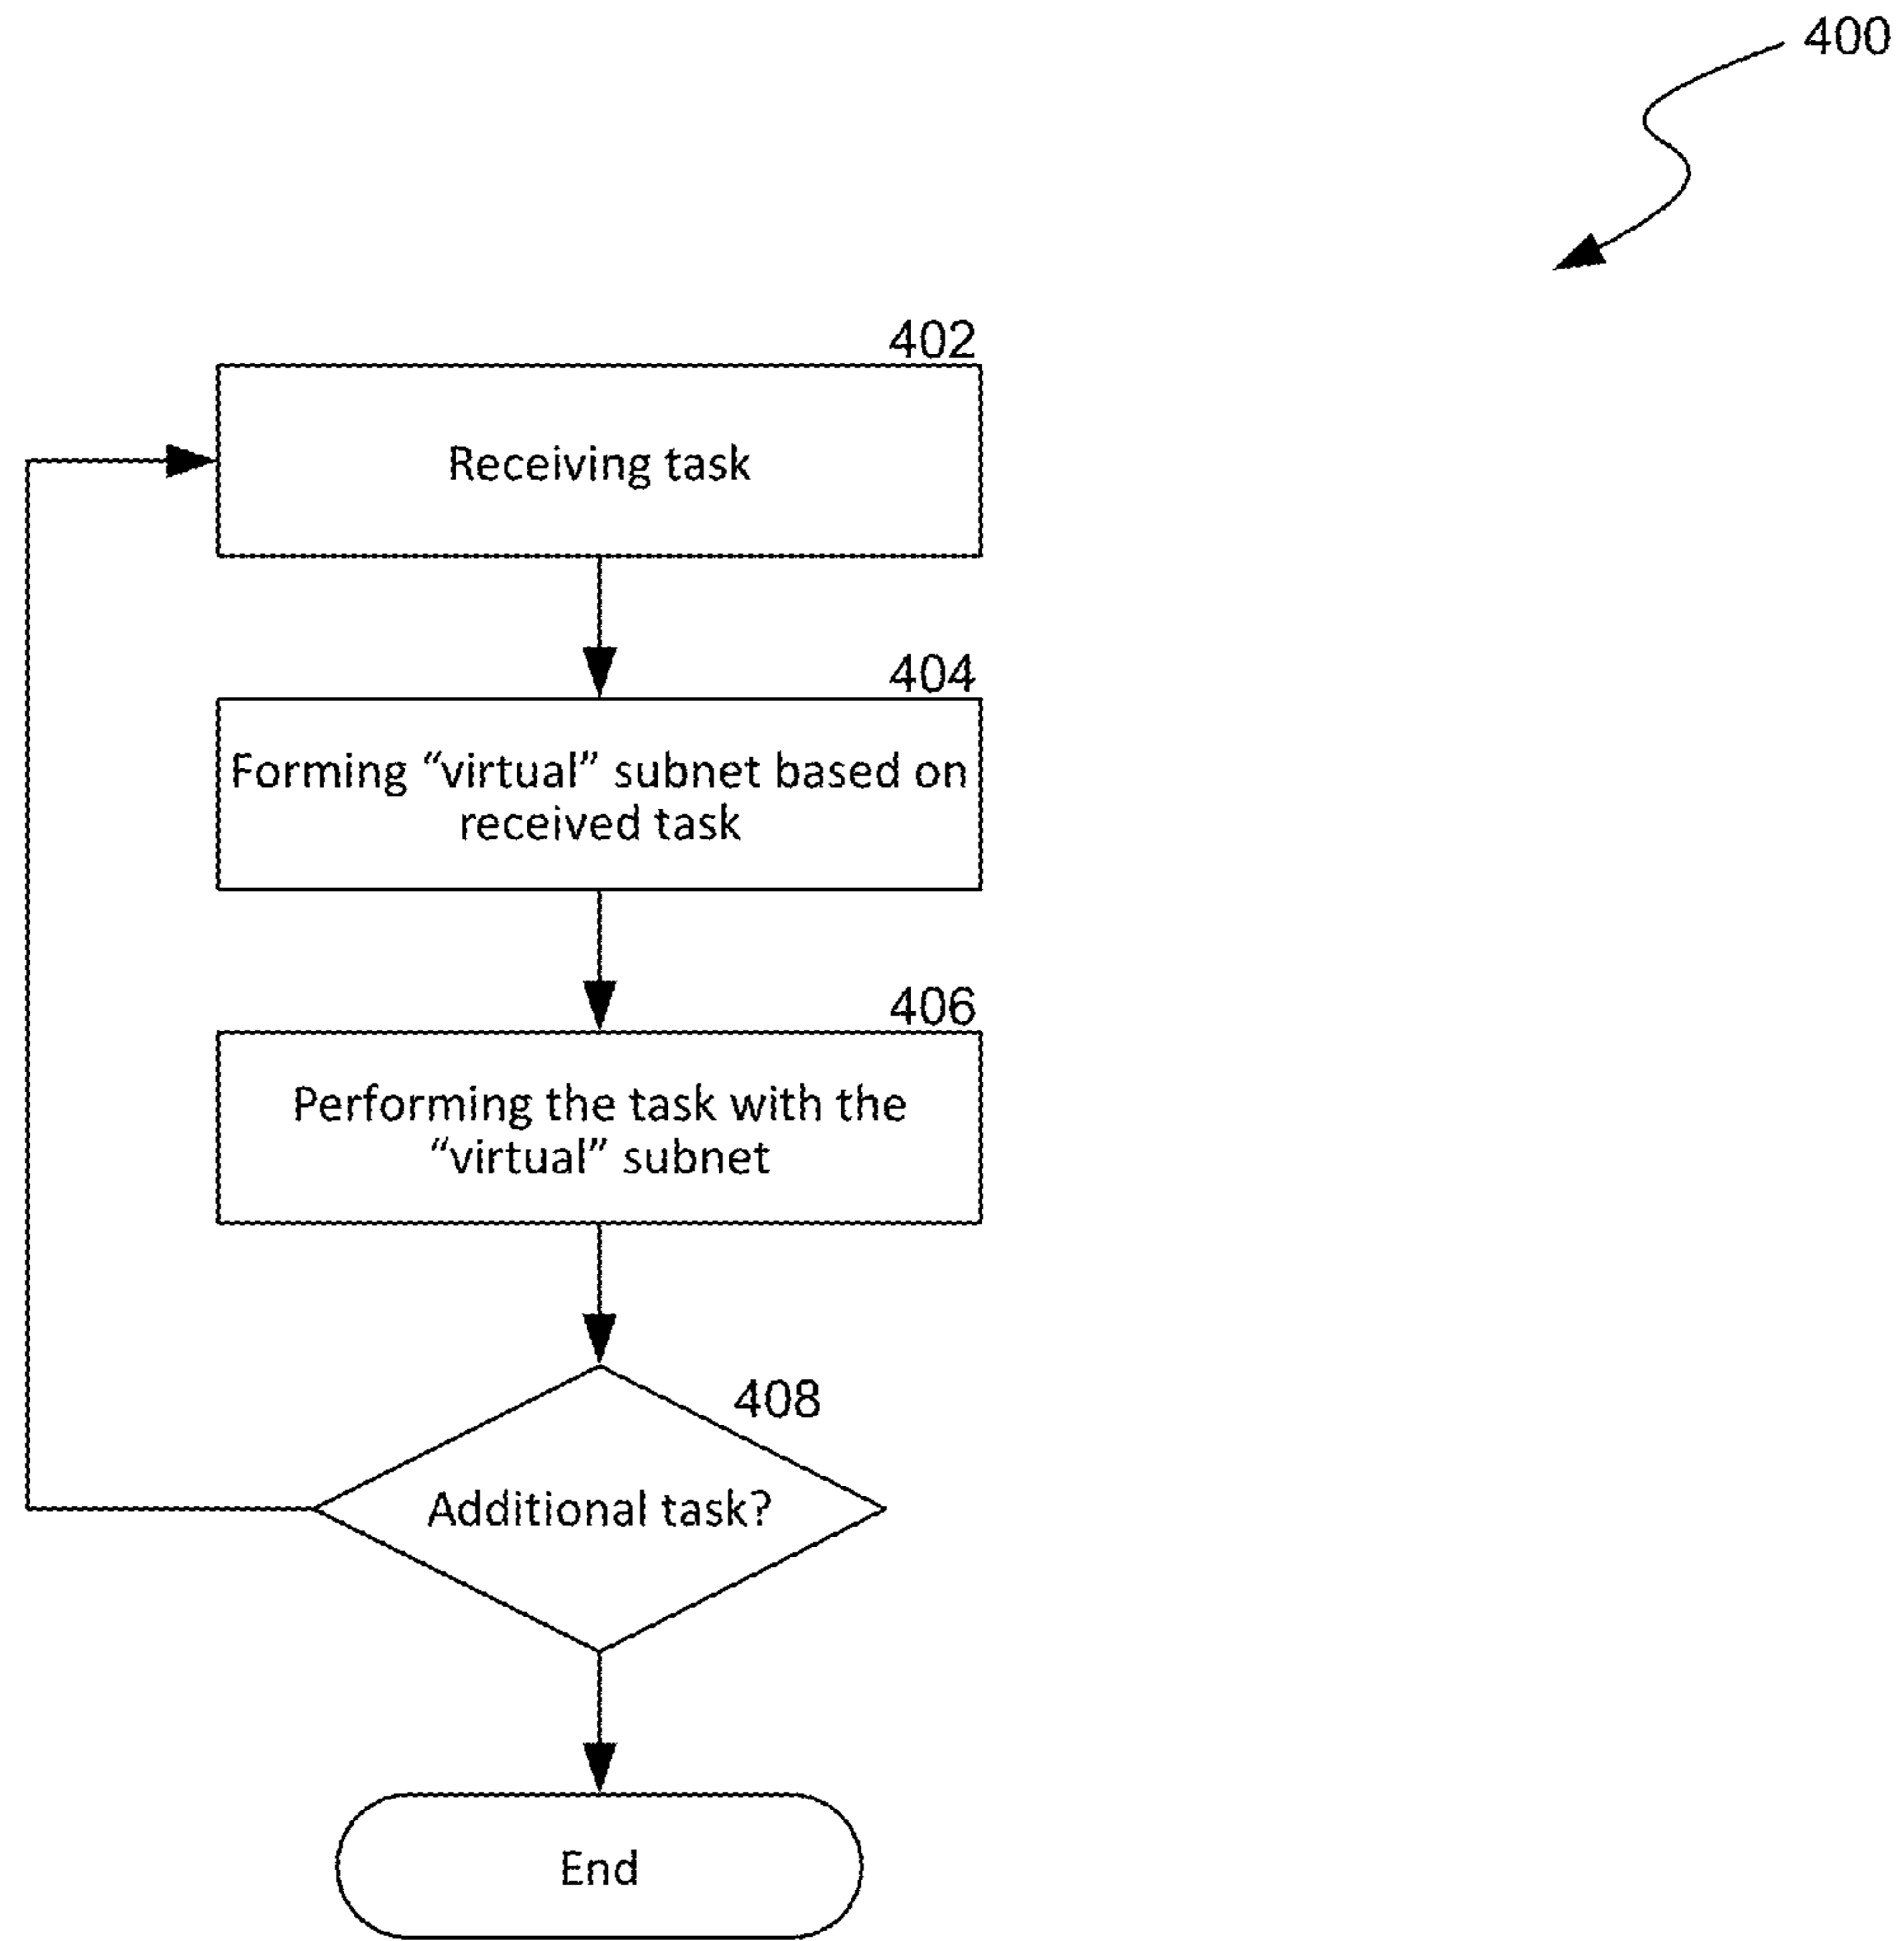 400
402
Receiving task
404
Forming “virtual” subnet based on
received task
406
Performing the task with the
“virtual” subnet
408
Additional task?
End